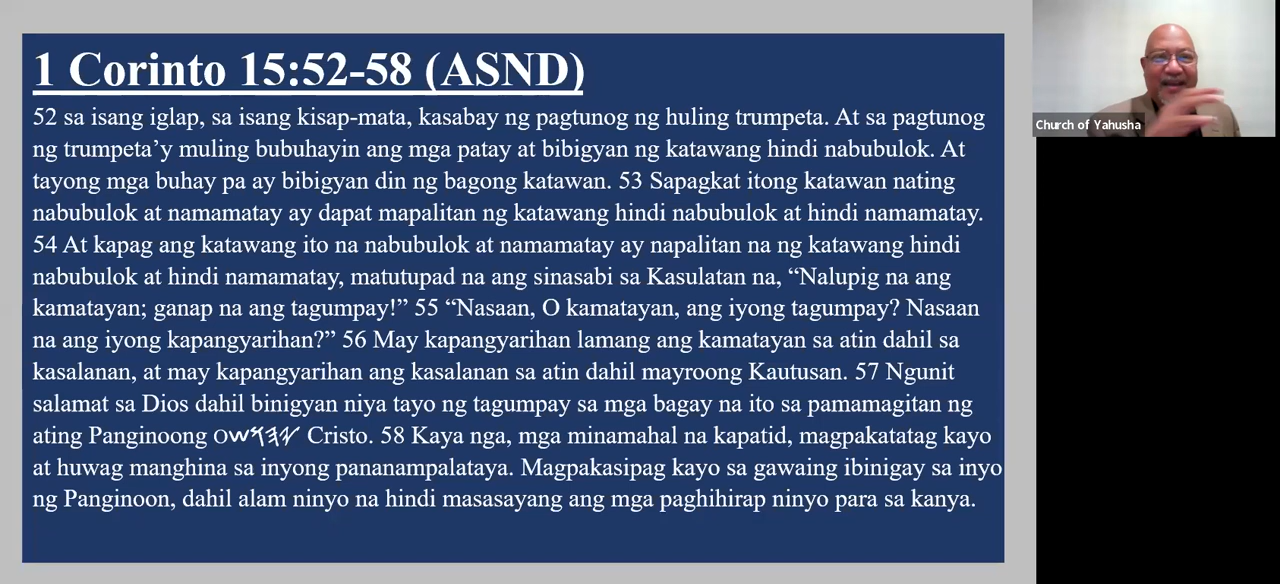 1 Corinto 15:52-58 (ASND)
52 sa isang iglap, sa isang kisap-mata, kasabay ng pagtunog ng huling trumpeta. At sa pagtunog
ng trumpeta’y muling bubuhayin ang mga patay at bibigyan ng katawang hindi nabubulok. At
tayong mga buhay pa ay bibigyan din ng bagong katawan. 53 Sapagkat itong katawan nating
nabubulok at namamatay ay dapat mapalitan ng katawang hindi nabubulok at hindi namamatay.
54 At kapag ang katawang ito na nabubulok at namamatay ay napalitan na ng katawang hindi
nabubulok at hindi namamatay, matutupad na ang sinasabi sa Kasulatan na, “Nalupig na ang
kamatayan; ganap na ang tagumpay!” 55 “Nasaan, O kamatayan, ang iyong tagumpay? Nasaan
na ang iyong kapangyarihan?” 56 May kapangyarihan lamang ang kamatayan sa atin dahil sa
kasalanan, at may kapangyarihan ang kasalanan sa atin dahil mayroong Kautusan. 57 Ngunit
salamat sa Dios dahil binigyan niya tayo ng tagumpay sa mga bagay na ito sa pamamagitan ng
ating Panginoong 𐤏𐤔𐤅𐤄𐤉 Cristo. 58 Kaya nga, mga minamahal na kapatid, magpakatatag kayo
at huwag manghina sa inyong pananampalataya. Magpakasipag kayo sa gawaing ibinigay sa inyo
ng Panginoon, dahil alam ninyo na hindi masasayang ang mga paghihirap ninyo para sa kanya.
Church of Yahusha